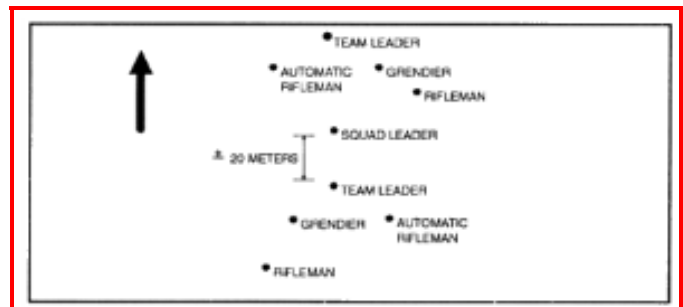 TEAM LEADER
AUTOMATIC
RIFLEMAN
GRENDIER
RIFLEMAN
SQUAD LEADER
± 20 METERS
TEAM LEADER
GRENDIER
AUTOMATIC
RIFLEMAN
RIFLEMAN